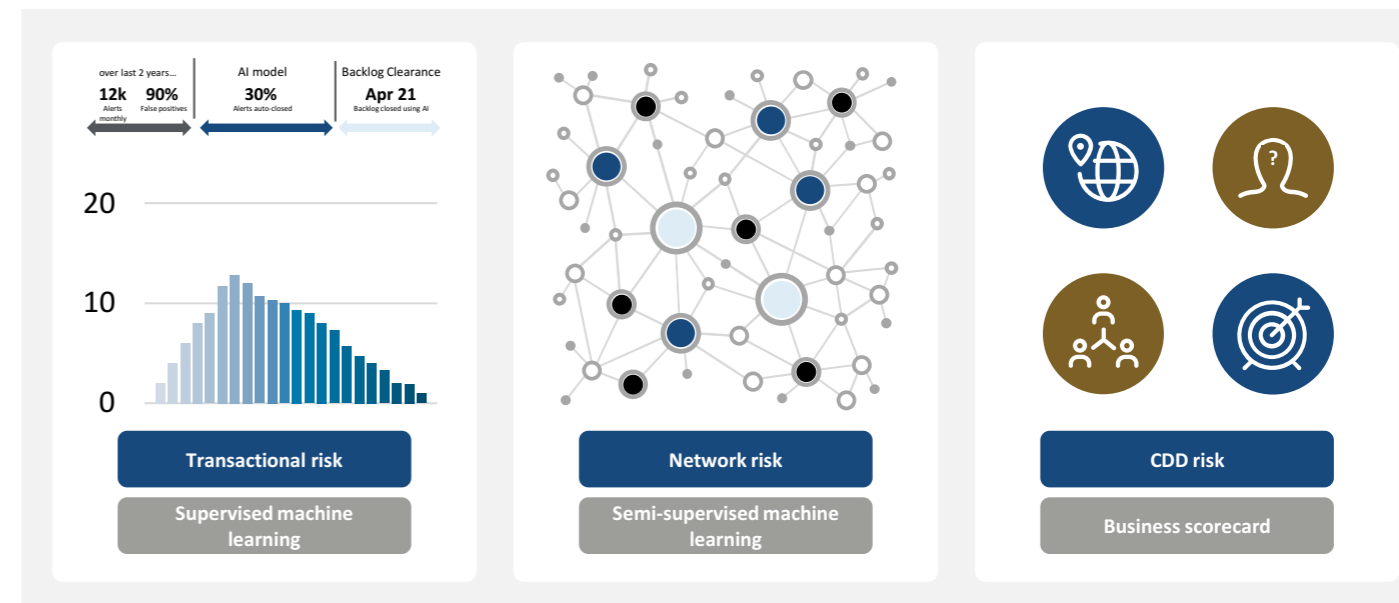 over last 2 years...
12k 90%
Alerts monthly False positives
AI model
30%
Alerts auto-closed
Backlog Clearance
Apr 21
Backlog closed using AI
20
10
0
Transactional risk
Supervised machine
learning
Network risk
Semi-supervised machine
learning
?
CDD risk
Business scorecard